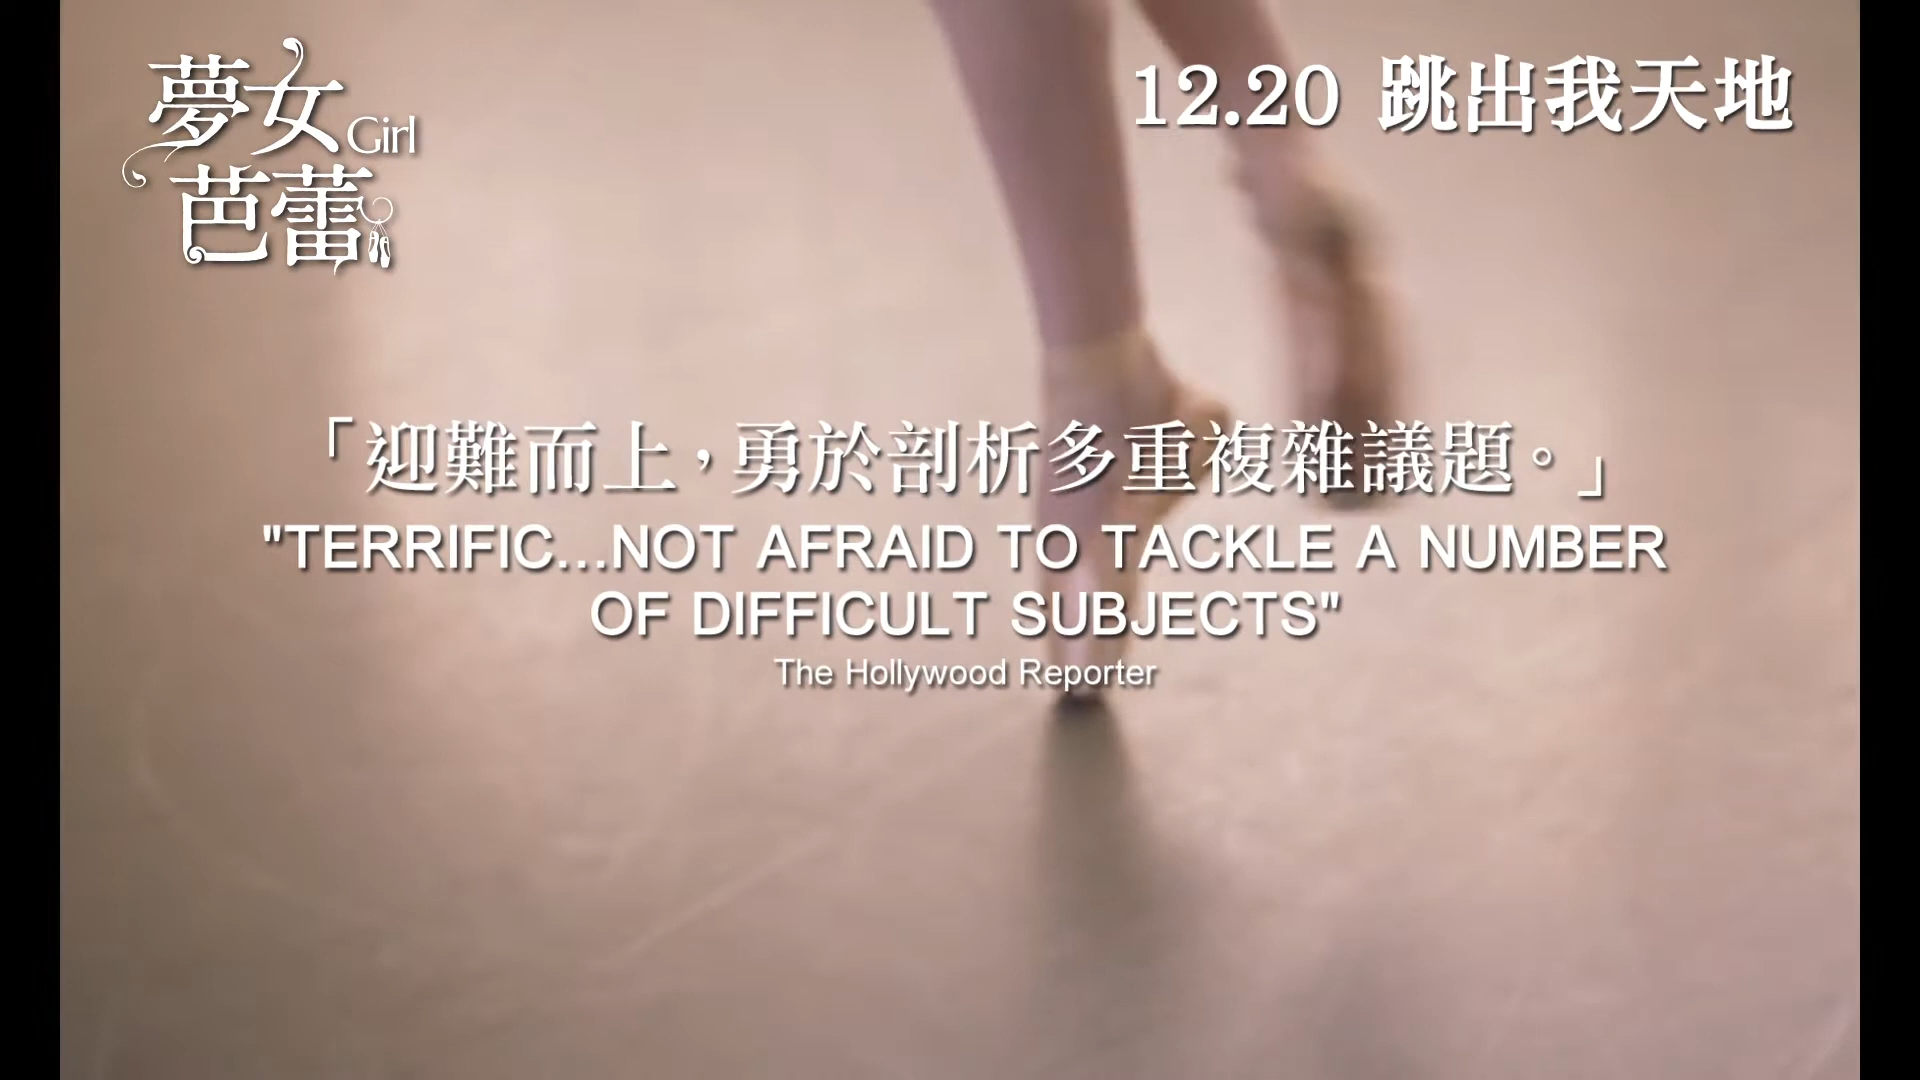 夢女 Girl
芭蕾
12.20 跳出我天地
「迎難而上，勇於剖析多重複雜議題。」
"TERRIFIC...NOT AFRAID TO TACKLE A NUMBER
OF DIFFICULT SUBJECTS"
The Hollywood Reporter